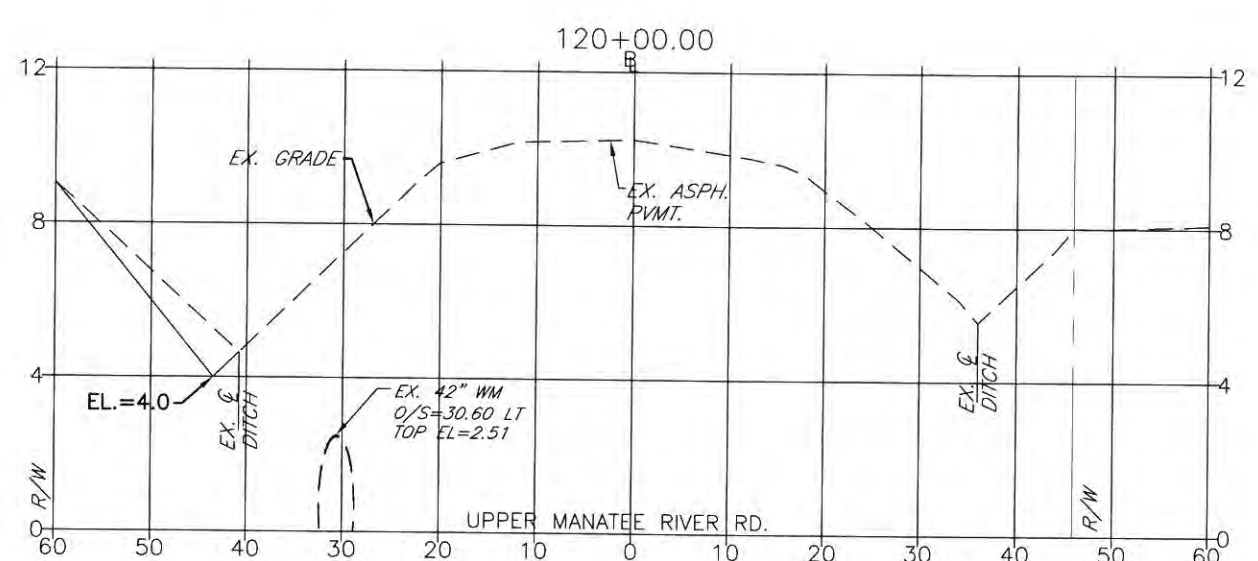 120+00.00
℞
12
12
EX. GRADE
EX. ASPH.
PVMT.
8
8
4
4
EL.=4.0
EX. ℄
DITCH
EX. 42" WM
O/S=30.60 LT
TOP EL=2.51
EX. ℄
DITCH
R/W
R/W
UPPER MANATEE RIVER RD.
0
0
60 50 40 30 20 10 0 10 20 30 40 50 60